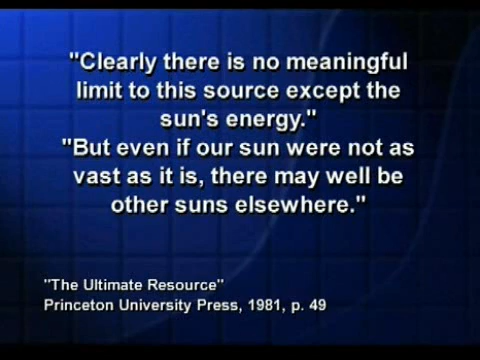 "Clearly there is no meaningful
limit to this source except the
sun's energy."
"But even if our sun were not as
vast as it is, there may well be
other suns elsewhere."
"The Ultimate Resource"
Princeton University Press, 1981, p. 49